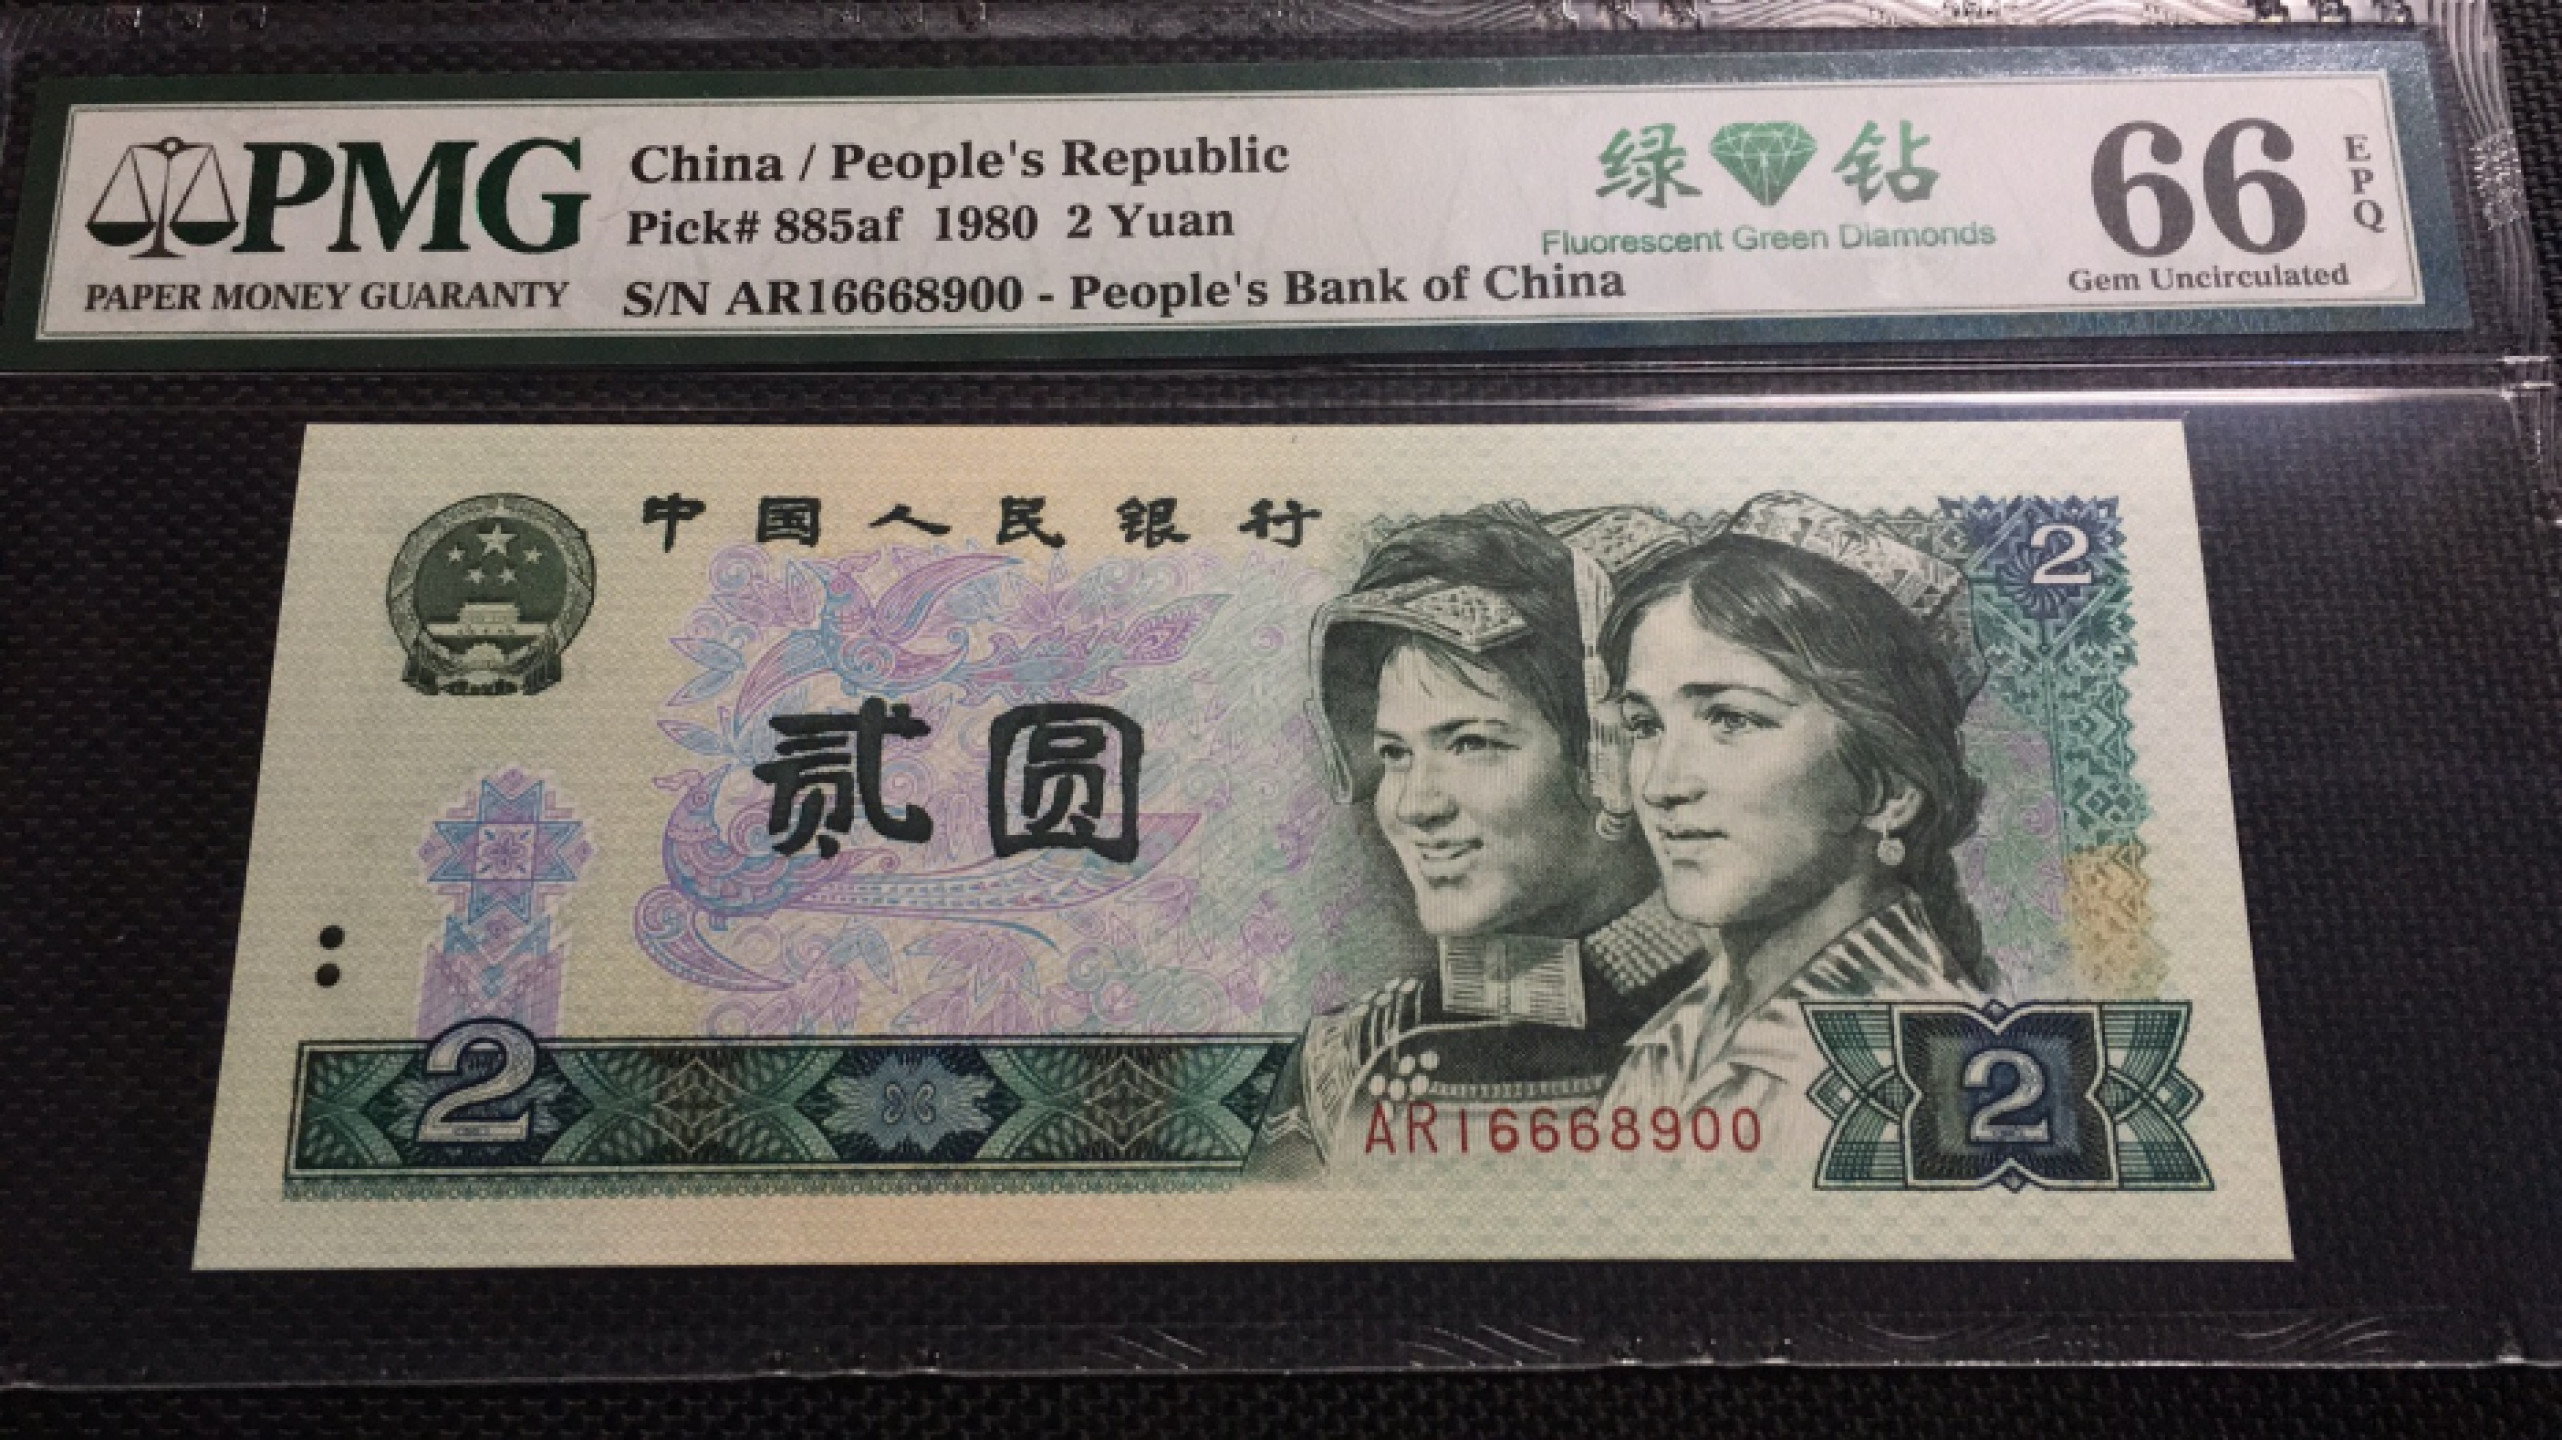 PMG
PAPER MONEY GUARANTY
China / People's Republic
Pick# 885af 1980 2 Yuan
S/N AR16668900 - People's Bank of China
绿钻
Fluorescent Green Diamonds
66
EPQ
Gem Uncirculated
中国人民银行
2
贰圆
2
AR16668900
2